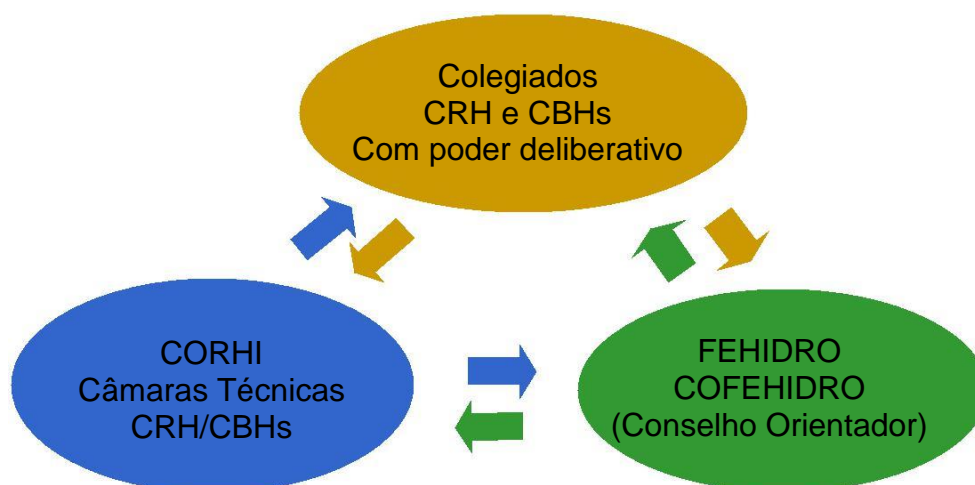 Colegiados
CRH e CBHs
Com poder deliberativo
CORHI
Câmaras Técnicas
CRH/CBHs
FEHIDRO
COFEHIDRO
(Conselho Orientador)